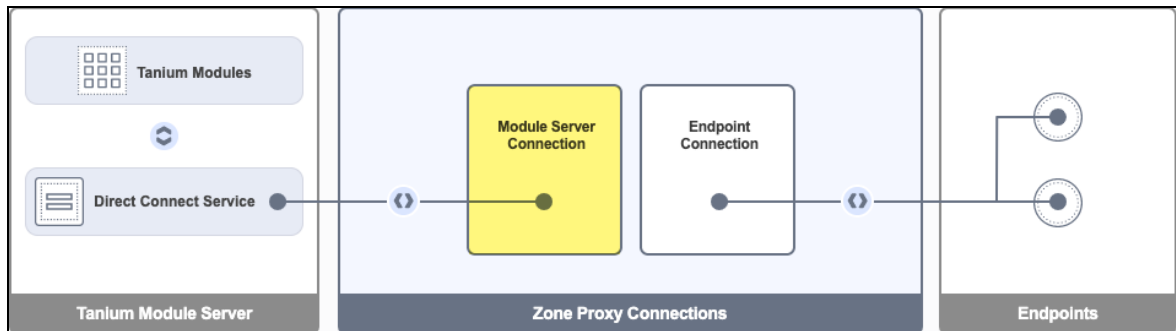 Tanium Modules
Direct Connect Service
Tanium Module Server
Module Server
Connection
Endpoint
Connection
Zone Proxy Connections
Endpoints